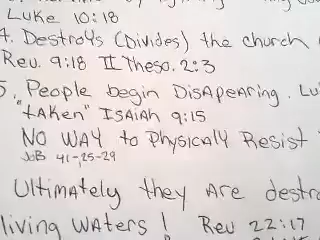 Luke 10:18
4. Destroys (Divides) the church
Rev. 9:18 II Theso. 2:3
5. People begin Disapearing.
"taken" Isaiah 9:15
No way to Physicaly Resist
Job 41-,25-29
Ultimately they are destro
living waters! Rev 22:17